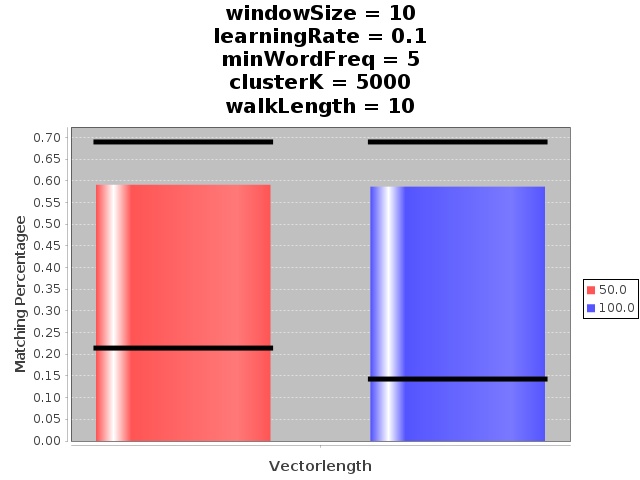 windowSize = 10
learningRate = 0.1
minWordFreq = 5
clusterK = 5000
walkLength = 10
0.70
0.65
0.60
0.55
0.50
0.45
0.40
0.35
0.30
0.25
0.20
0.15
0.10
0.05
0.00
Matching Percentagee
Vectorlength
50.0
100.0